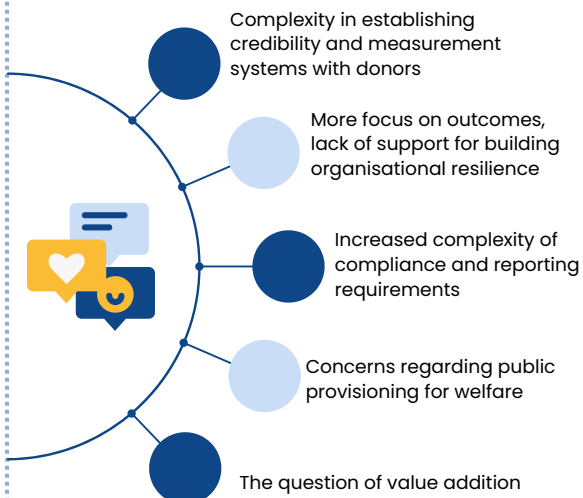 Complexity in establishing
credibility and measurement
systems with donors
More focus on outcomes,
lack of support for building
organisational resilience
Increased complexity of
compliance and reporting
requirements
Concerns regarding public
provisioning for welfare
The question of value addition